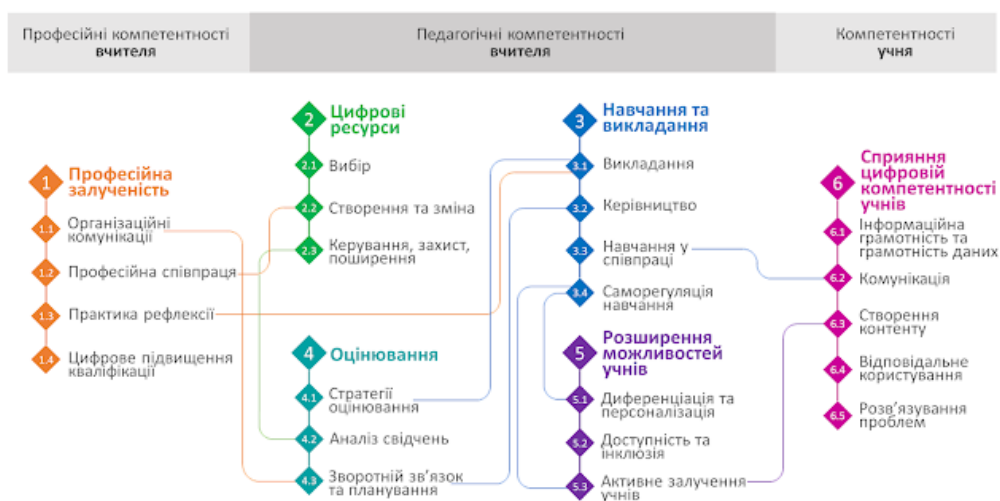 Професійні компетентності
вчителя
Педагогічні компетентності
вчителя
Компетентності
учня
1
Професійна
залученість
1.1
Організаційні
комунікації
1.2
Професійна співпраця
1.3
Практика рефлексії
1.4
Цифрове підвищення
кваліфікації
2
Цифрові
ресурси
2.1
Вибір
2.2
Створення та зміна
2.3
Керування, захист,
поширення
4
Оцінювання
4.1
Стратегії
оцінювання
4.2
Аналіз свідчень
4.3
Зворотній зв’язок
та планування
3
Навчання та
викладання
3.1
Викладання
3.2
Керівництво
3.3
Навчання у
співпраці
3.4
Саморегуляція
навчання
5
Розширення
можливостей
учнів
5.1
Диференціація та
персоналізація
5.2
Доступність та
інклюзія
5.3
Активне залучення
учнів
6
Сприяння
цифровій
компетентності
учнів
6.1
Інформаційна
грамотність та
грамотність даних
6.2
Комунікація
6.3
Створення
контенту
6.4
Відповідальне
користування
6.5
Розв’язування
проблем